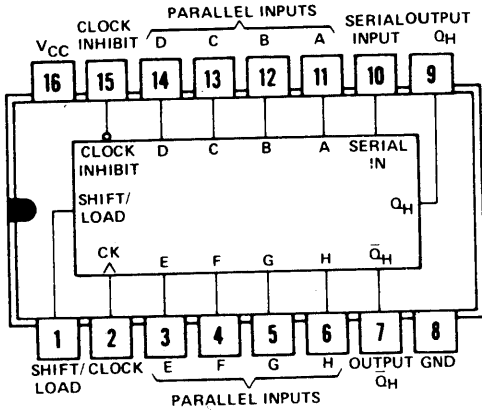 PARALLEL INPUTS
CLOCK INHIBIT
SERIAL INPUT
OUTPUT QH
VCC
D C B A
16 15 14 13 12 11 10 9
CLOCK INHIBIT
D C B A
SERIAL IN
SHIFT/ LOAD
QH
CK
E F G H Q̅H
1 2 3 4 5 6 7 8
SHIFT/ LOAD
CLOCK
E F G H
OUTPUT Q̅H
GND
PARALLEL INPUTS